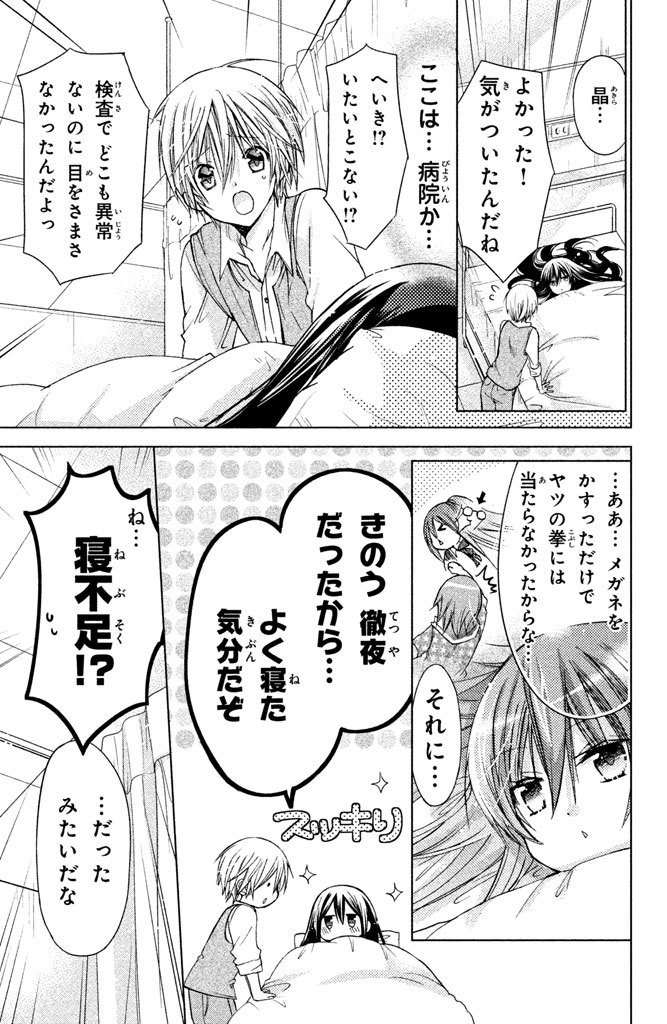 晶…
よかった！
気がついたんだね
ここは…病院か…
へいき!?
いたいとこない!?
検査で どこも異常
ないのに 目をさまさ
なかったんだよっ
…ああ…メガネを
かすっただけで
ヤツの拳には
当たらなかったからな…
それに…
きのう 徹夜
だったから…
よく寝た
気分だぞ
スッキリ
ね…
寝不足!?
…だった
みたいだな